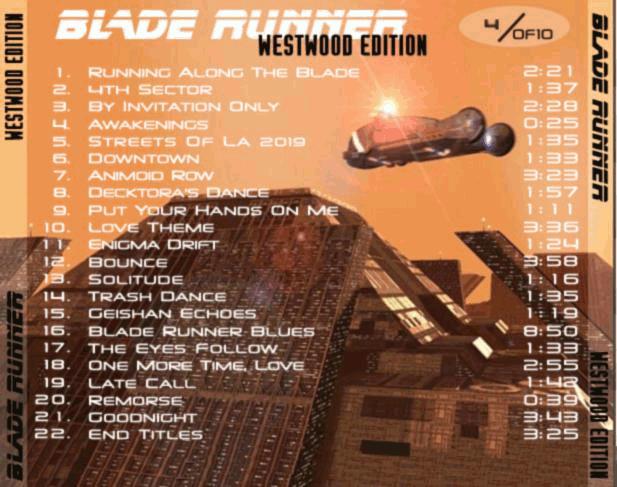 BLADE RUNNER
WESTWOOD EDITION
4/OF10
1. RUNNING ALONG THE BLADE 2:21
2. 4TH SECTOR 1:37
3. BY INVITATION ONLY 2:28
4. AWAKENINGS 0:25
5. STREETS OF LA 2019 1:35
6. DOWNTOWN 1:33
7. ANIMOID ROW 3:23
8. DECKTORA'S DANCE 1:57
9. PUT YOUR HANDS ON ME 1:11
10. LOVE THEME 3:36
11. ENIGMA DRIFT 1:24
12. BOUNCE 3:58
13. SOLITUDE 1:16
14. TRASH DANCE 1:35
15. GEISHAN ECHOES 1:19
16. BLADE RUNNER BLUES 8:50
17. THE EYES FOLLOW 1:33
18. ONE MORE TIME, LOVE 2:55
19. LATE CALL 1:42
20. REMORSE 0:39
21. GOODNIGHT 3:43
22. END TITLES 3:25
WESTWOOD EDITION
BLADE RUNNER
BLADE RUNNER
WESTWOOD EDITION